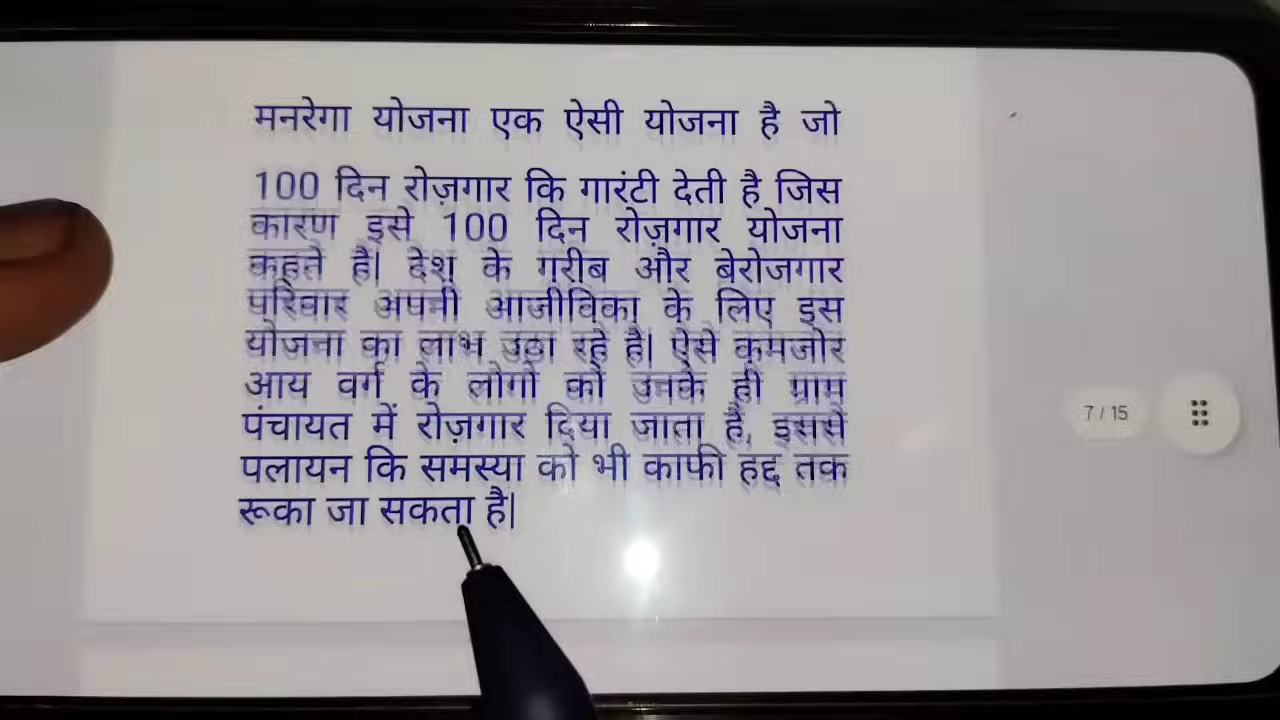 मनरेगा योजना एक ऐसी योजना है जो
100 दिन रोज़गार कि गारंटी देती है जिस
कारण इसे 100 दिन रोज़गार योजना
कहते है। देश के गरीब और बेरोजगार
परिवार अपनी आजीविका के लिए इस
योजना का लाभ उठा रहे है। ऐसे कमजोर
आय वर्ग के लोगो को उनके ही ग्राम
पंचायत में रोज़गार दिया जाता है, इससे
पलायन कि समस्या को भी काफी हद्द तक
रूका जा सकता है।
7 / 15